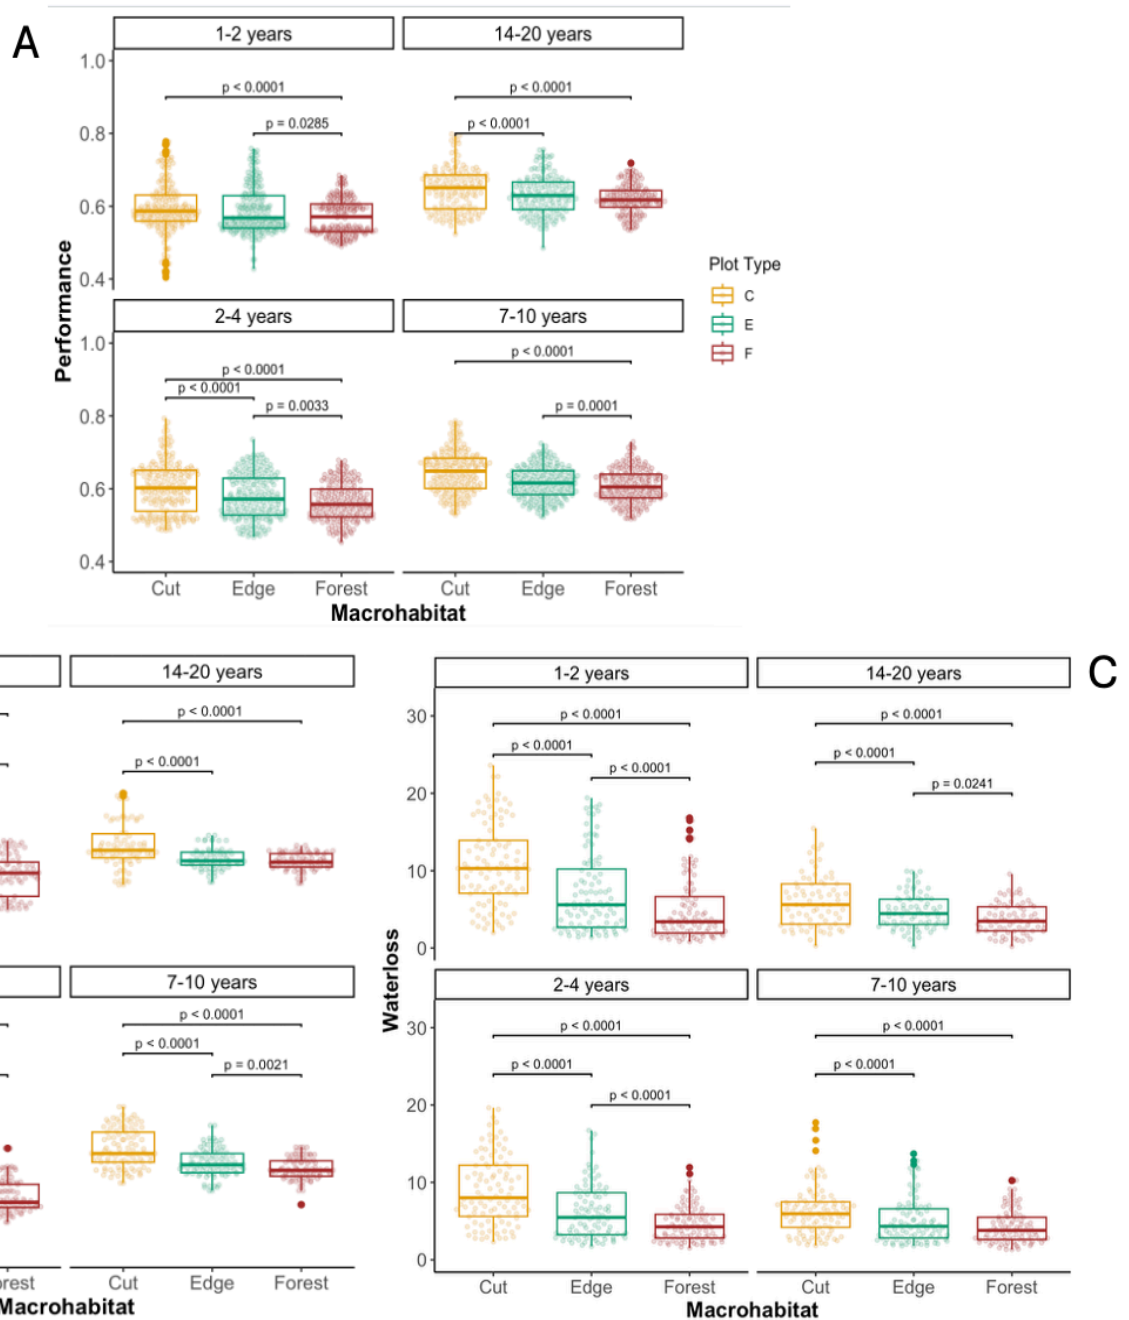 A
1-2 years
14-20 years
1.0
p < 0.0001
p < 0.0001
p = 0.0285
p < 0.0001
0.8
0.6
0.4
Performance
Plot Type
C
E
F
2-4 years
7-10 years
1.0
p < 0.0001
p < 0.0001
p < 0.0001
p = 0.0033
p = 0.0001
0.8
0.6
0.4
Cut
Edge
Forest
Cut
Edge
Forest
Macrohabitat
14-20 years
p < 0.0001
p < 0.0001
7-10 years
p < 0.0001
p < 0.0001
p = 0.0021
orest
Cut
Edge
Forest
Macrohabitat
C
1-2 years
14-20 years
30
p < 0.0001
p < 0.0001
p < 0.0001
p < 0.0001
p < 0.0001
p = 0.0241
20
10
0
Waterloss
2-4 years
7-10 years
30
p < 0.0001
p < 0.0001
p < 0.0001
p < 0.0001
p < 0.0001
20
10
0
Cut
Edge
Forest
Cut
Edge
Forest
Macrohabitat